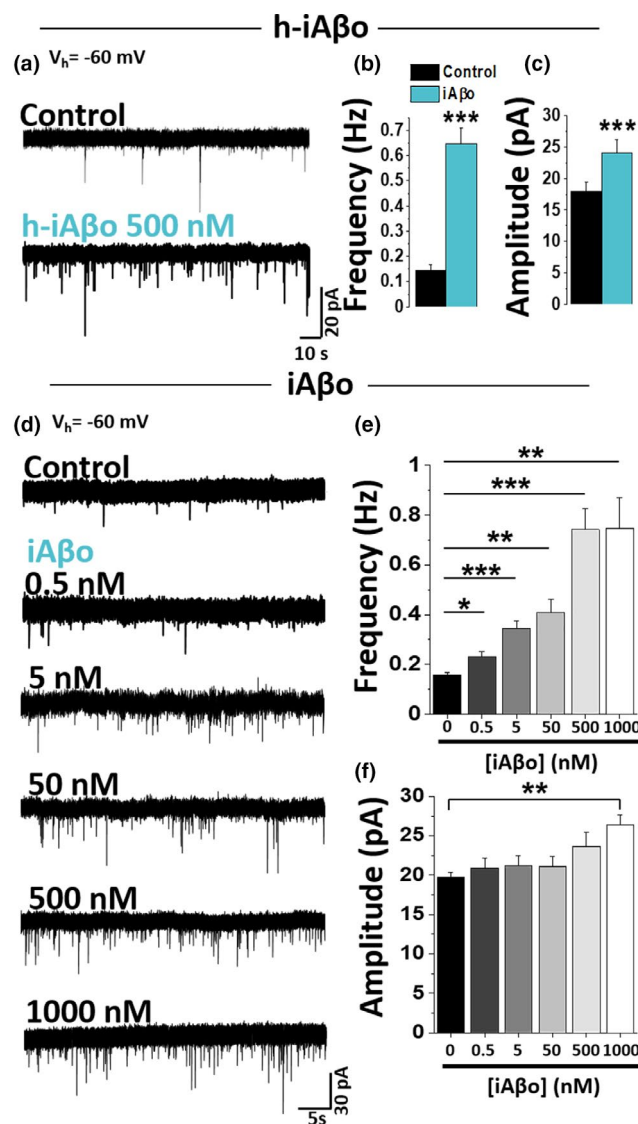 h-iAβo
(a) Vh= -60 mV
Control
h-iAβo 500 nM
20 pA
10 s
(b)
Control
iAβo
Frequency (Hz)
0.7
0.6
0.5
0.4
0.3
0.2
0.1
0
***
(c)
Amplitude (pA)
35
30
25
20
15
10
5
0
***
iAβo
(d) Vh= -60 mV
Control
iAβo
0.5 nM
5 nM
50 nM
500 nM
1000 nM
30 pA
5s
(e)
Frequency (Hz)
1
0.8
0.6
0.4
0.2
0
**
***
**
***
*
0 0.5 5 50 500 1000
[iAβo] (nM)
(f)
Amplitude (pA)
30
25
20
15
10
5
0
**
0 0.5 5 50 500 1000
[iAβo] (nM)